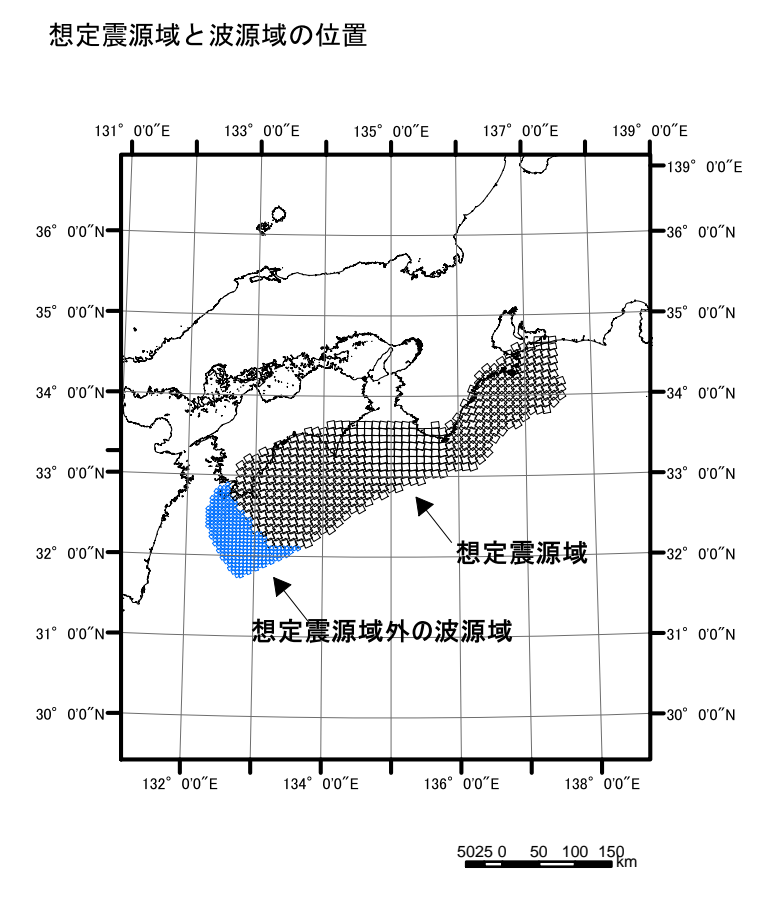 想定震源域と波源域の位置
131° 0'0"E 133° 0'0"E 135° 0'0"E 137° 0'0"E 139° 0'0"E
139° 0'0"E
36° 0'0"N 36° 0'0"N
35° 0'0"N 35° 0'0"N
34° 0'0"N 34° 0'0"N
33° 0'0"N 33° 0'0"N
32° 0'0"N 想定震源域 32° 0'0"N
31° 0'0"N 想定震源域外の波源域 31° 0'0"N
30° 0'0"N 30° 0'0"N
132° 0'0"E 134° 0'0"E 136° 0'0"E 138° 0'0"E
5025 0 50 100 150
km